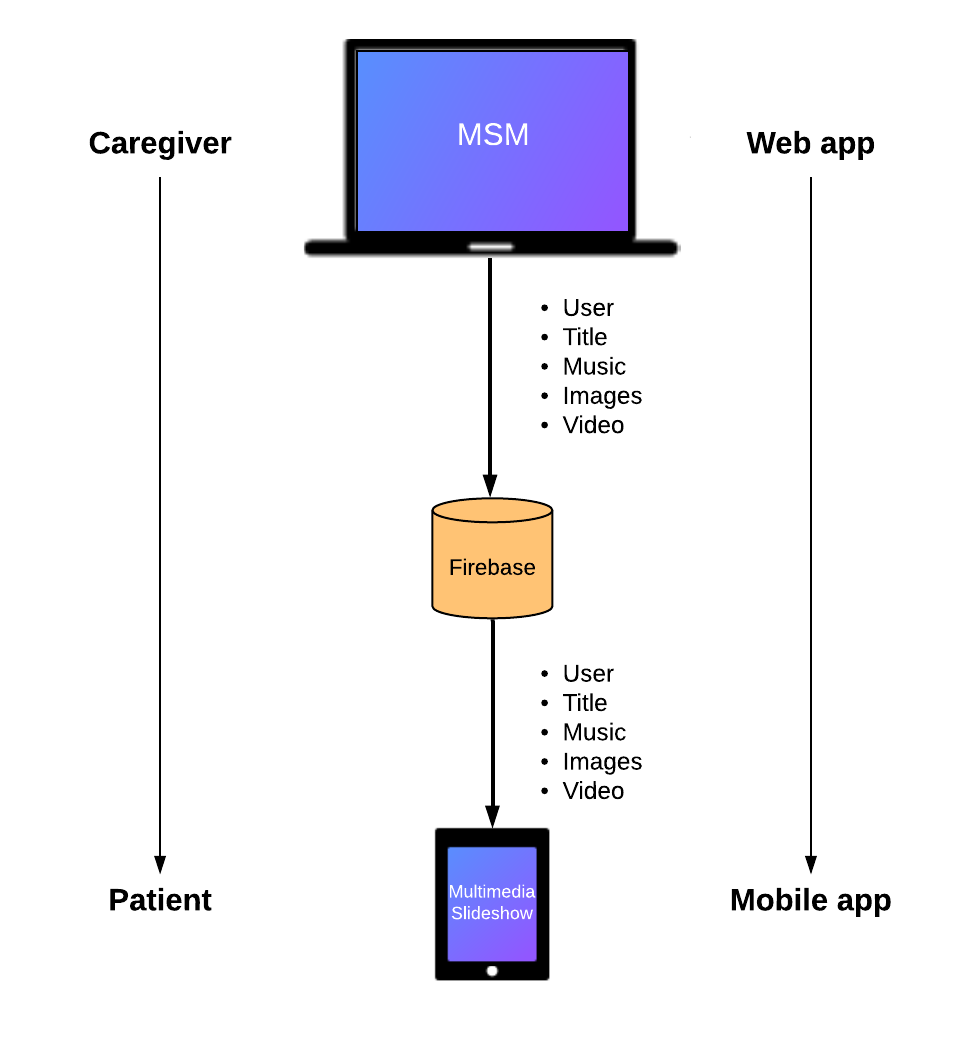 MSM
Caregiver
Web app
• User
• Title
• Music
• Images
• Video
Firebase
• User
• Title
• Music
• Images
• Video
Multimedia
Slideshow
Patient
Mobile app